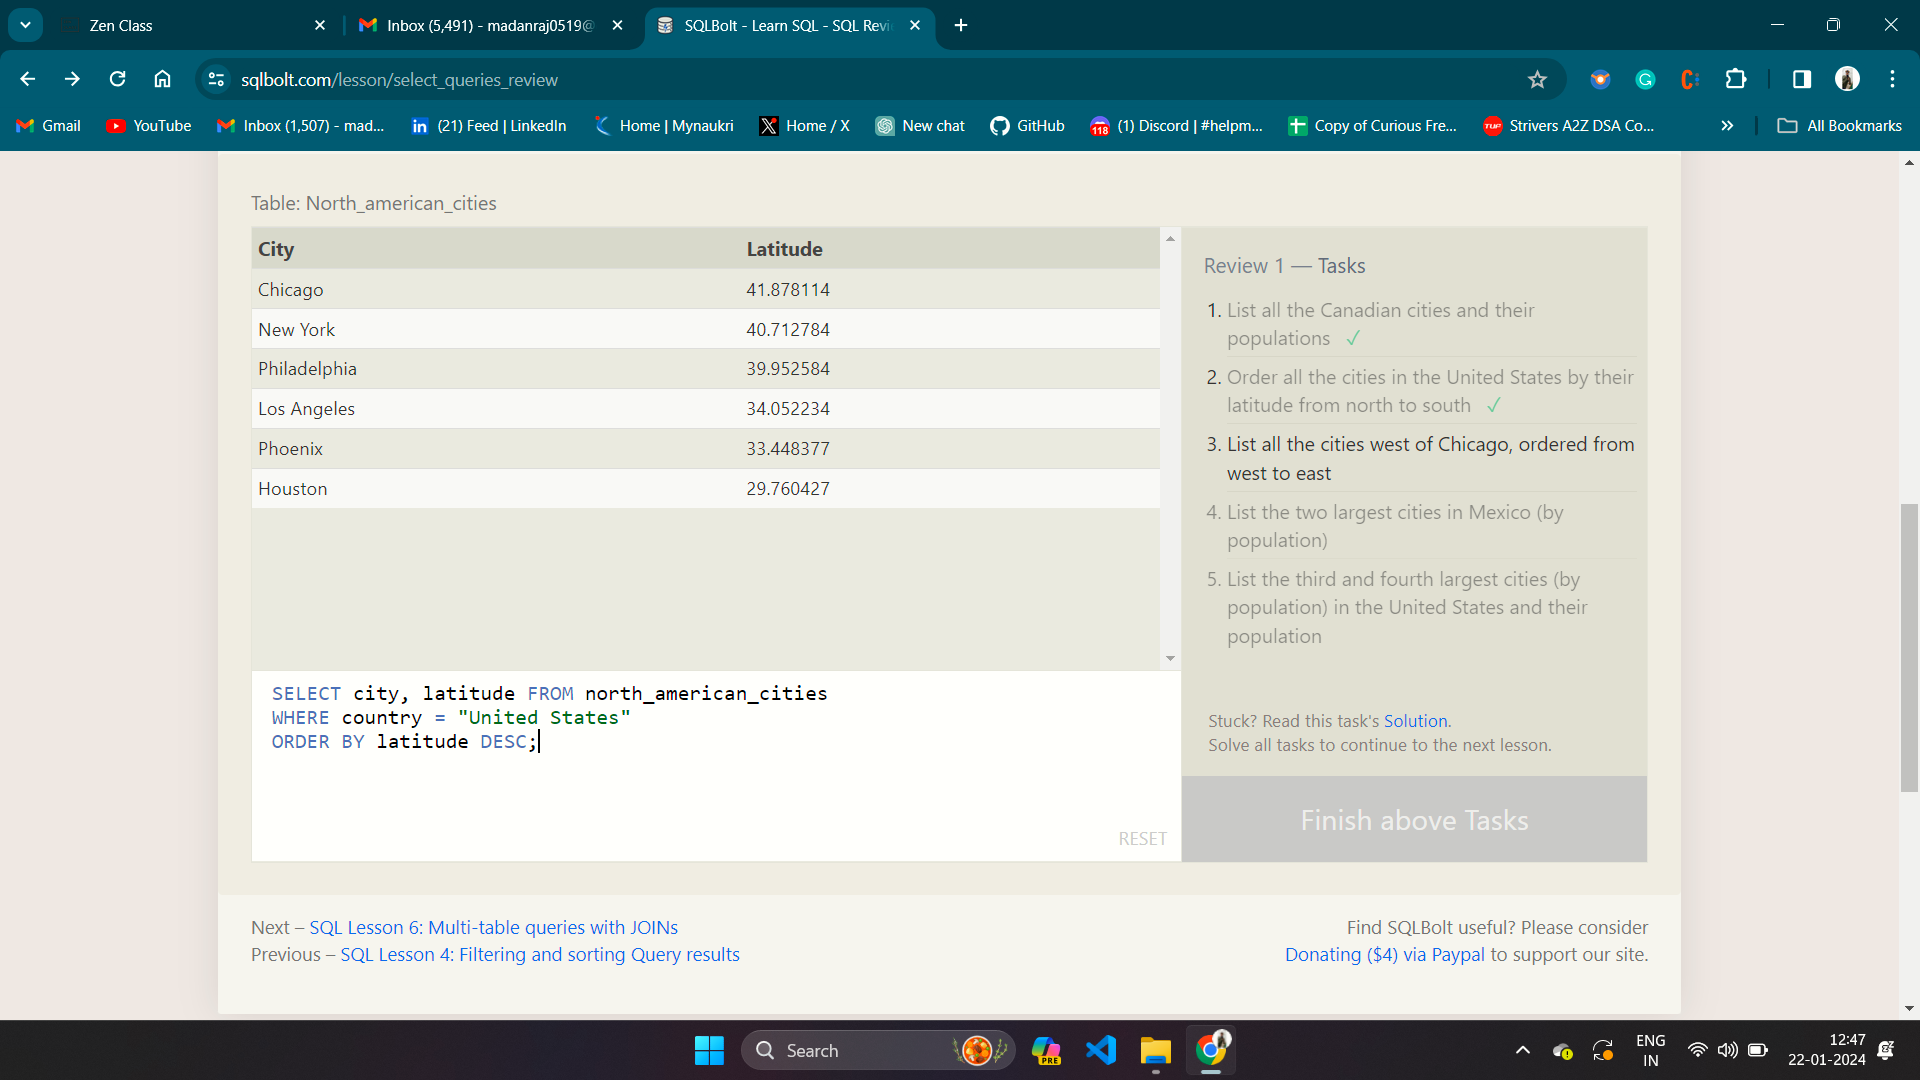 Zen Class
Inbox (5,491) - madanraj0519@
SQLBolt - Learn SQL - SQL Revi
sqlbolt.com/lesson/select_queries_review
Gmail
YouTube
Inbox (1,507) - mad...
(21) Feed | LinkedIn
Home | Mynaukri
Home / X
New chat
GitHub
118
(1) Discord | #helpm...
Copy of Curious Fre...
TUF
Strivers A2Z DSA Co...
All Bookmarks
Table: North_american_cities
City Latitude
Chicago 41.878114
New York 40.712784
Philadelphia 39.952584
Los Angeles 34.052234
Phoenix 33.448377
Houston 29.760427
SELECT city, latitude FROM north_american_cities
WHERE country = "United States"
ORDER BY latitude DESC;
RESET
Review 1 — Tasks
1. List all the Canadian cities and their
populations ✓
2. Order all the cities in the United States by their
latitude from north to south ✓
3. List all the cities west of Chicago, ordered from
west to east
4. List the two largest cities in Mexico (by
population)
5. List the third and fourth largest cities (by
population) in the United States and their
population
Stuck? Read this task's Solution.
Solve all tasks to continue to the next lesson.
Finish above Tasks
Next – SQL Lesson 6: Multi-table queries with JOINs
Previous – SQL Lesson 4: Filtering and sorting Query results
Find SQLBolt useful? Please consider
Donating ($4) via Paypal to support our site.
Search
PRE
ENG
IN
12:47
22-01-2024